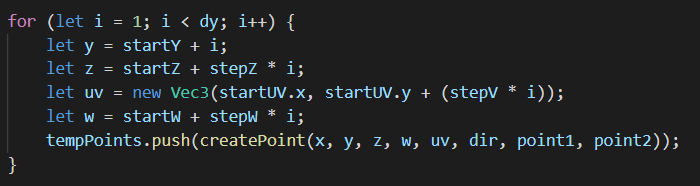 for (let i = 1; i < dy; i++) {
let y = startY + i;
let z = startZ + stepZ * i;
let uv = new Vec3(startUV.x, startUV.y + (stepV * i));
let w = startW + stepW * i;
tempPoints.push(createPoint(x, y, z, w, uv, dir, point1, point2));
}